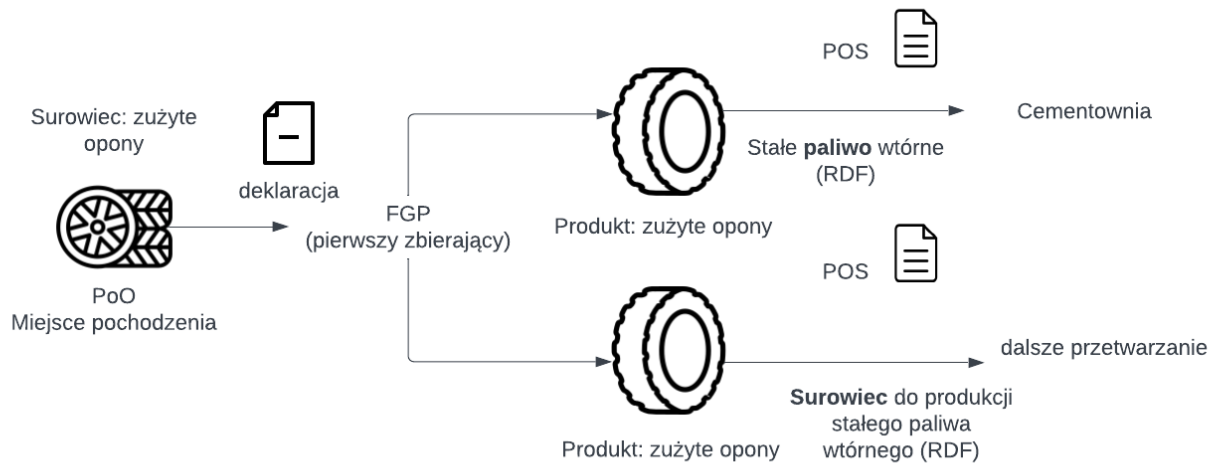 Surowiec: zużyte
opony
deklaracja
PoO
Miejsce pochodzenia
FGP
(pierwszy zbierający)
Produkt: zużyte opony
POS
Stałe paliwo wtórne
(RDF)
Cementownia
Produkt: zużyte opony
POS
Surowiec do produkcji
stałego paliwa
wtórnego (RDF)
dalsze przetwarzanie